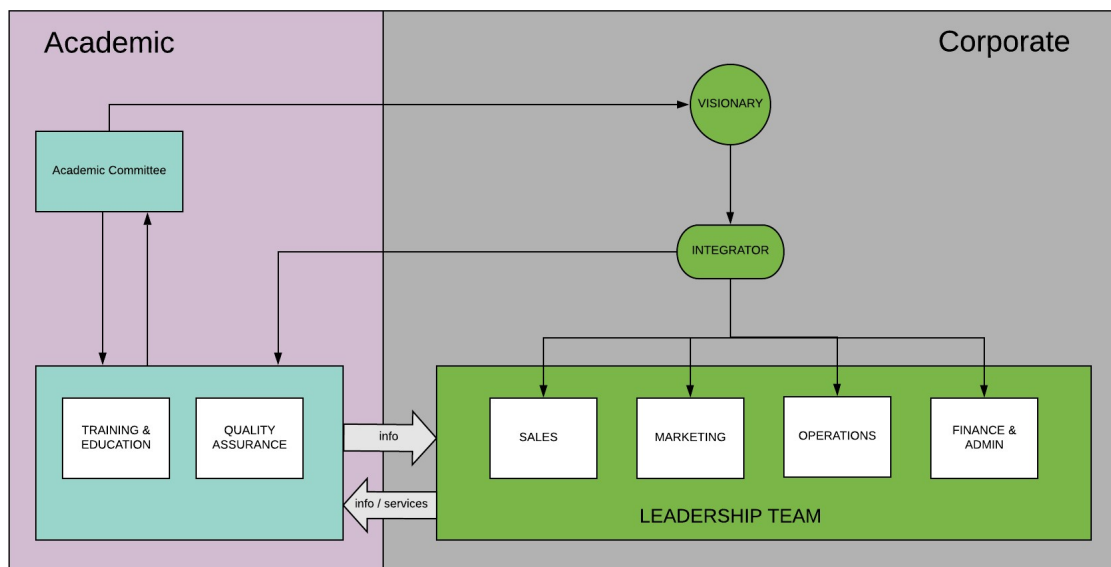 Academic
Corporate
VISIONARY
Academic Committee
INTEGRATOR
TRAINING &
EDUCATION
QUALITY
ASSURANCE
info
info / services
SALES
MARKETING
OPERATIONS
FINANCE &
ADMIN
LEADERSHIP TEAM